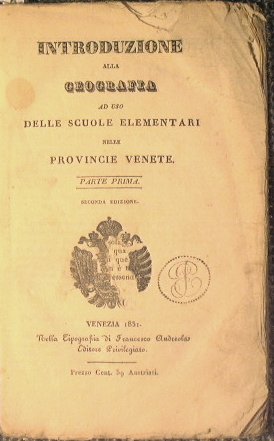 INTRODUZIONE
ALLA
GEOGRAFIA
AD USO
DELLE SCUOLE ELEMENTARI
NELLE
PROVINCIE VENETE.
PARTE PRIMA.
SECONDA EDIZIONE.
VENEZIA 1831.
Nella Tipografia di Francesco Andreola
Editore Privilegiato.
Prezzo Cent. 59 Austriaci.